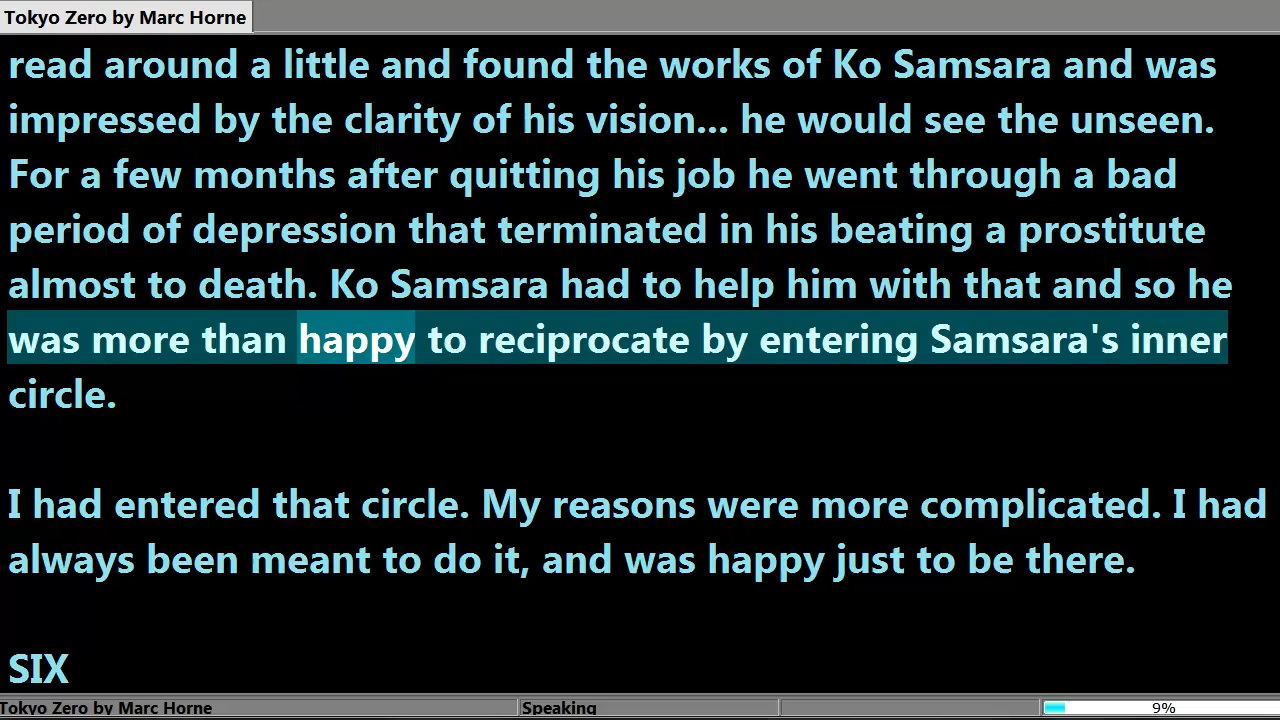 Tokyo Zero by Marc Horne
read around a little and found the works of Ko Samsara and was
impressed by the clarity of his vision... he would see the unseen.
For a few months after quitting his job he went through a bad
period of depression that terminated in his beating a prostitute
almost to death. Ko Samsara had to help him with that and so he
was more than happy to reciprocate by entering Samsara's inner
circle.
I had entered that circle. My reasons were more complicated. I had
always been meant to do it, and was happy just to be there.
SIX
Tokyo Zero by Marc Horne Speaking 9%